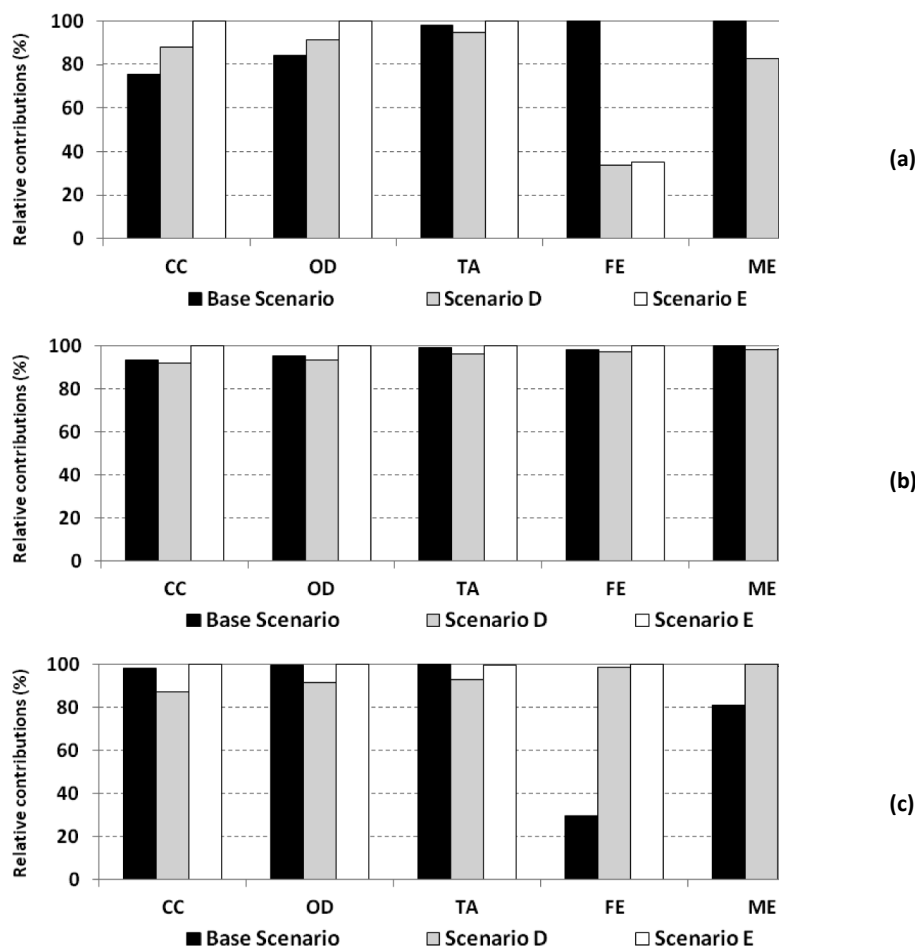 Relative contributions (%)
100
80
60
40
20
0
CC OD TA FE ME
Base Scenario Scenario D Scenario E
(a)
Relative contributions (%)
100
80
60
40
20
0
CC OD TA FE ME
Base Scenario Scenario D Scenario E
(b)
Relative contributions (%)
100
80
60
40
20
0
CC OD TA FE ME
Base Scenario Scenario D Scenario E
(c)